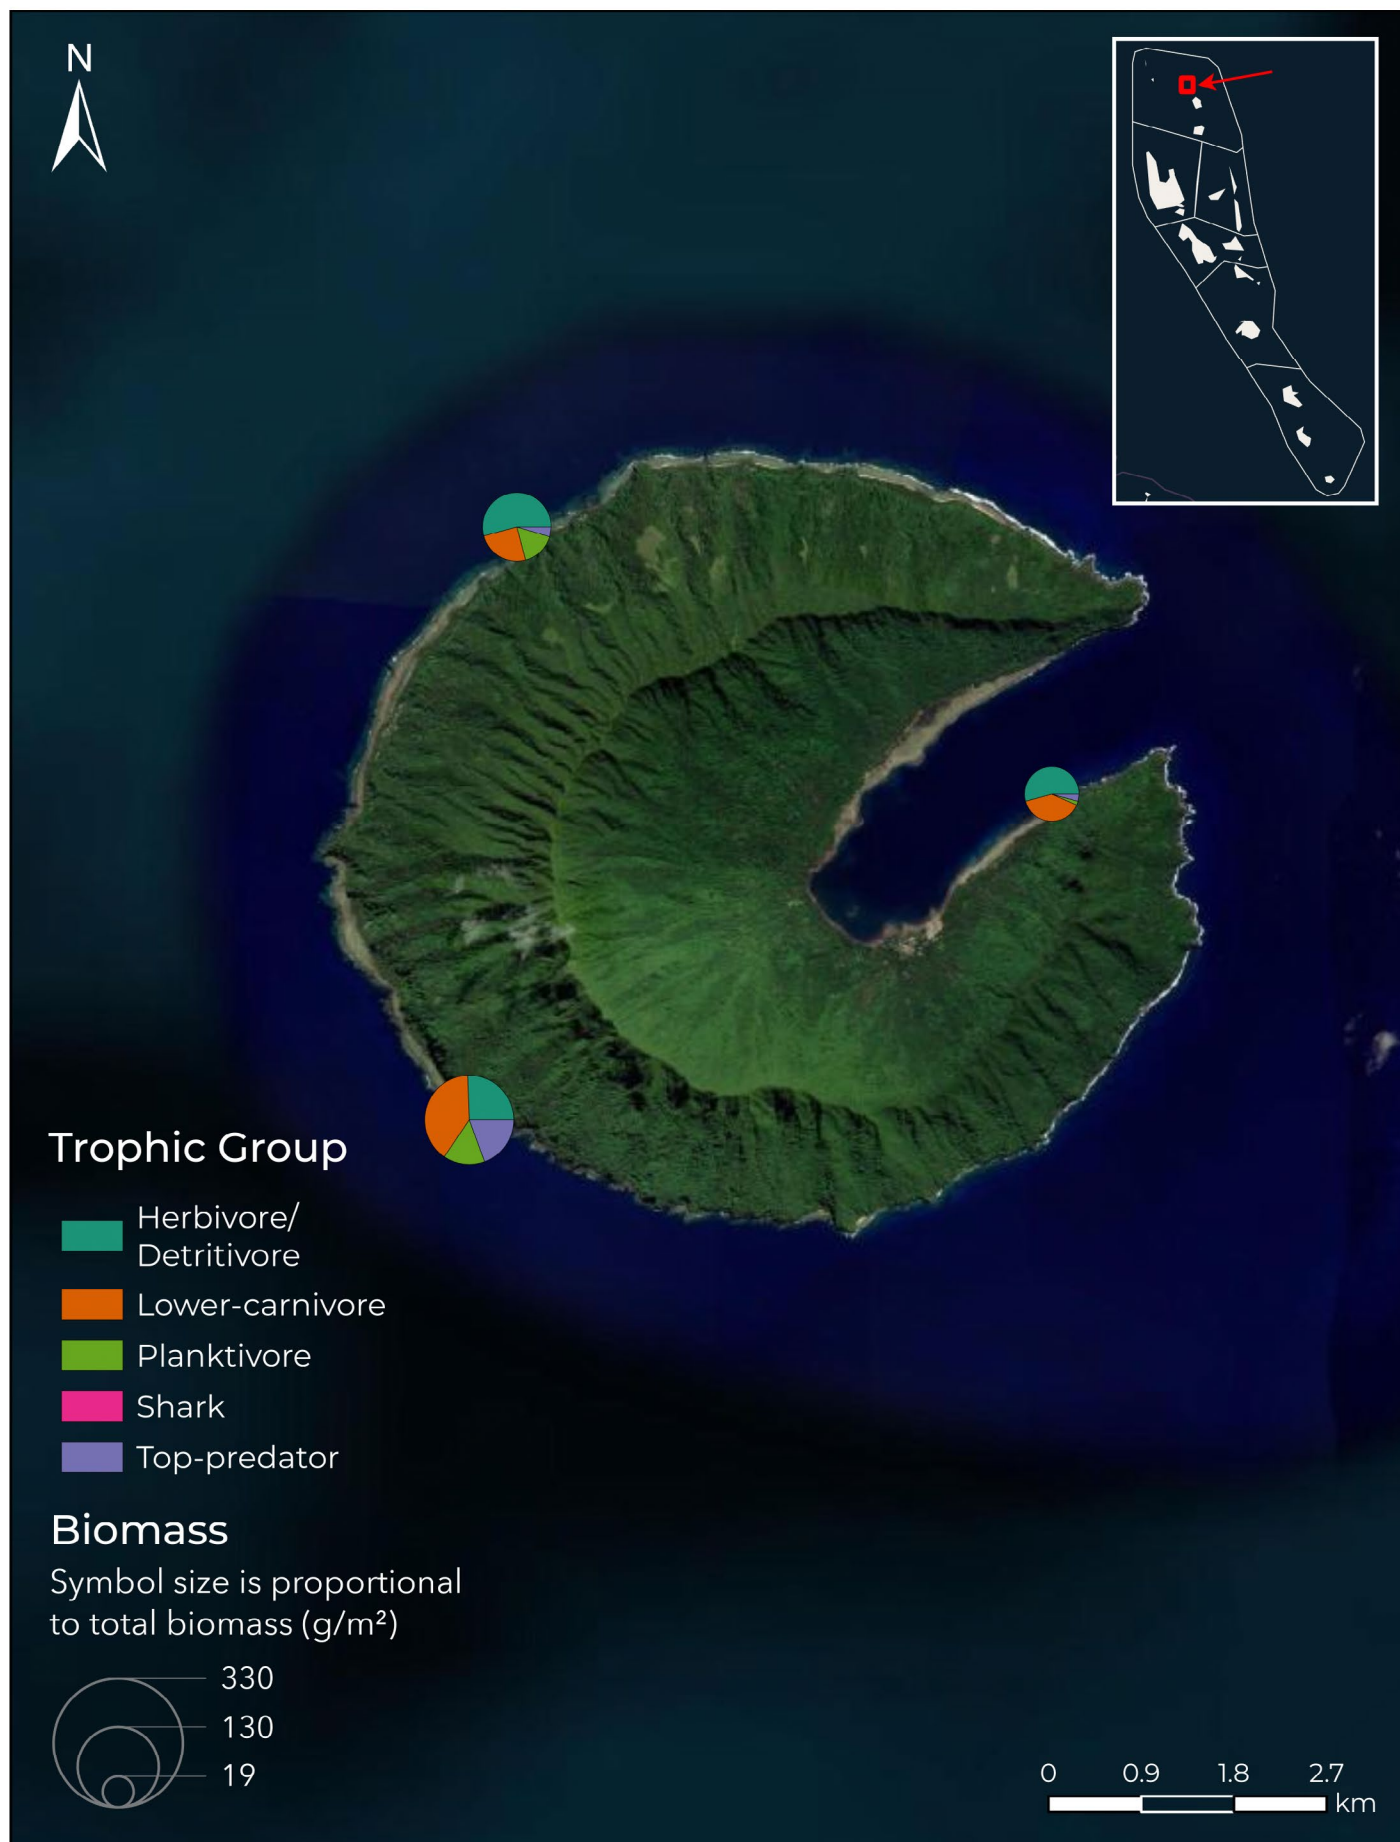 N
Trophic Group
Herbivore/
Detritivore
Lower-carnivore
Planktivore
Shark
Top-predator
Biomass
Symbol size is proportional
to total biomass (g/m²)
330
130
19
0 0.9 1.8 2.7
km